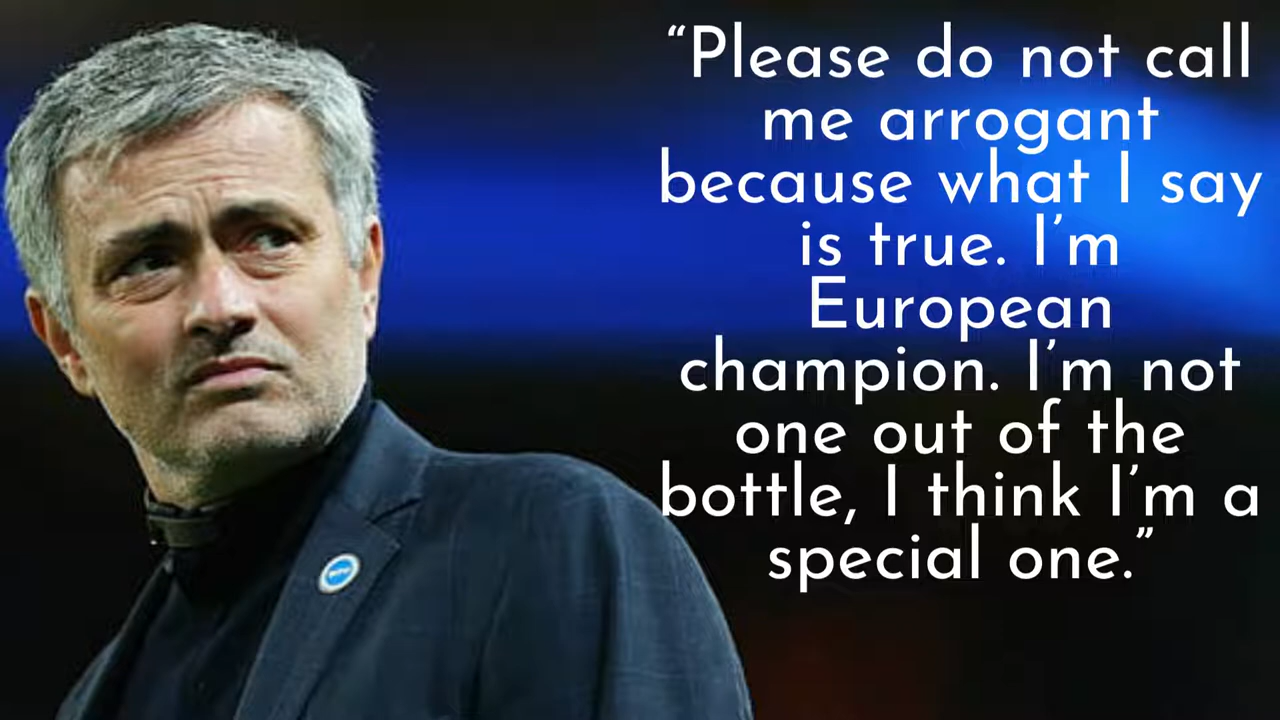 “Please do not call
me arrogant
because what I say
is true. I’m
European
champion. I’m not
one out of the
bottle, I think I’m a
special one.”